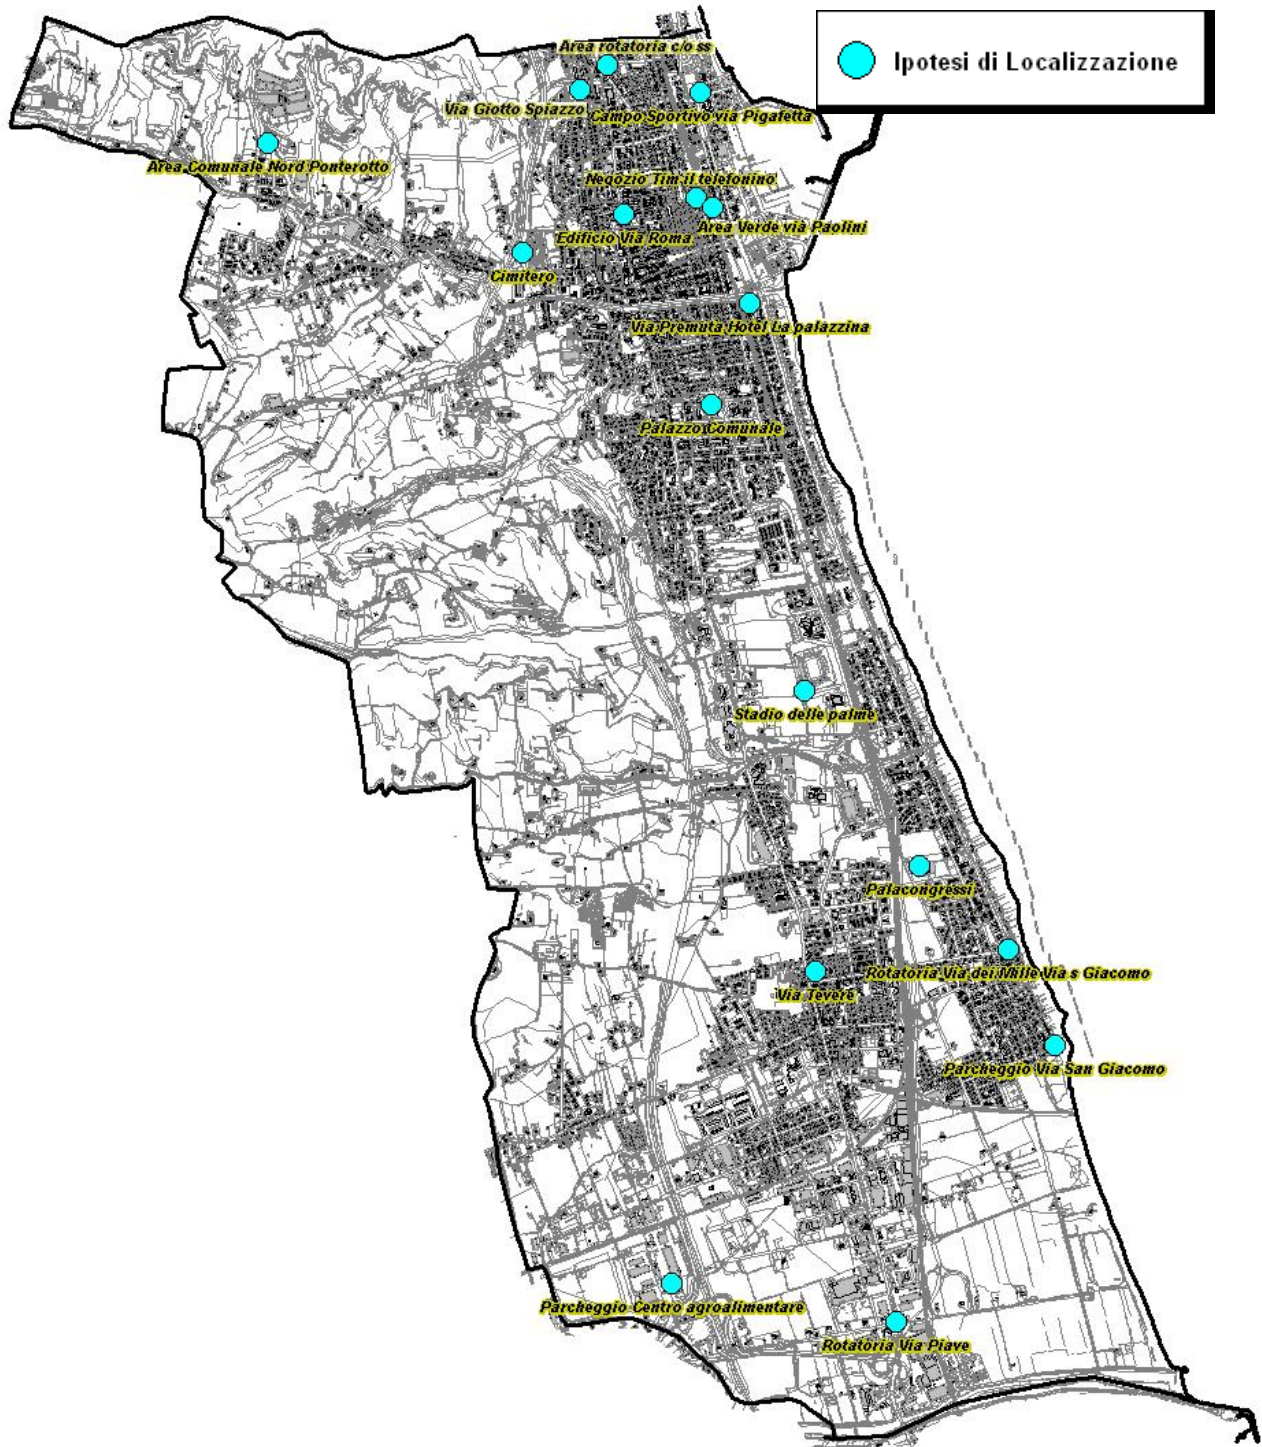 Area rotatoria c/o ss
Ipotesi di Localizzazione
Via Giotto Spiazzo
Campo Sportivo via Pigafetta
Area Comunale Nord Ponterotto
Negozio Tim il telefonino
Area Verde via Paolini
Edificio Via Roma
Cimitero
Via Premuta Hotel La palazzina
Palazzo Comunale
Stadio delle palme
Palacongressi
Rotatoria Via dei Mille Via s Giacomo
Via Tevere
Parcheggio Via San Giacomo
Parcheggio Centro agroalimentare
Rotatoria Via Piave